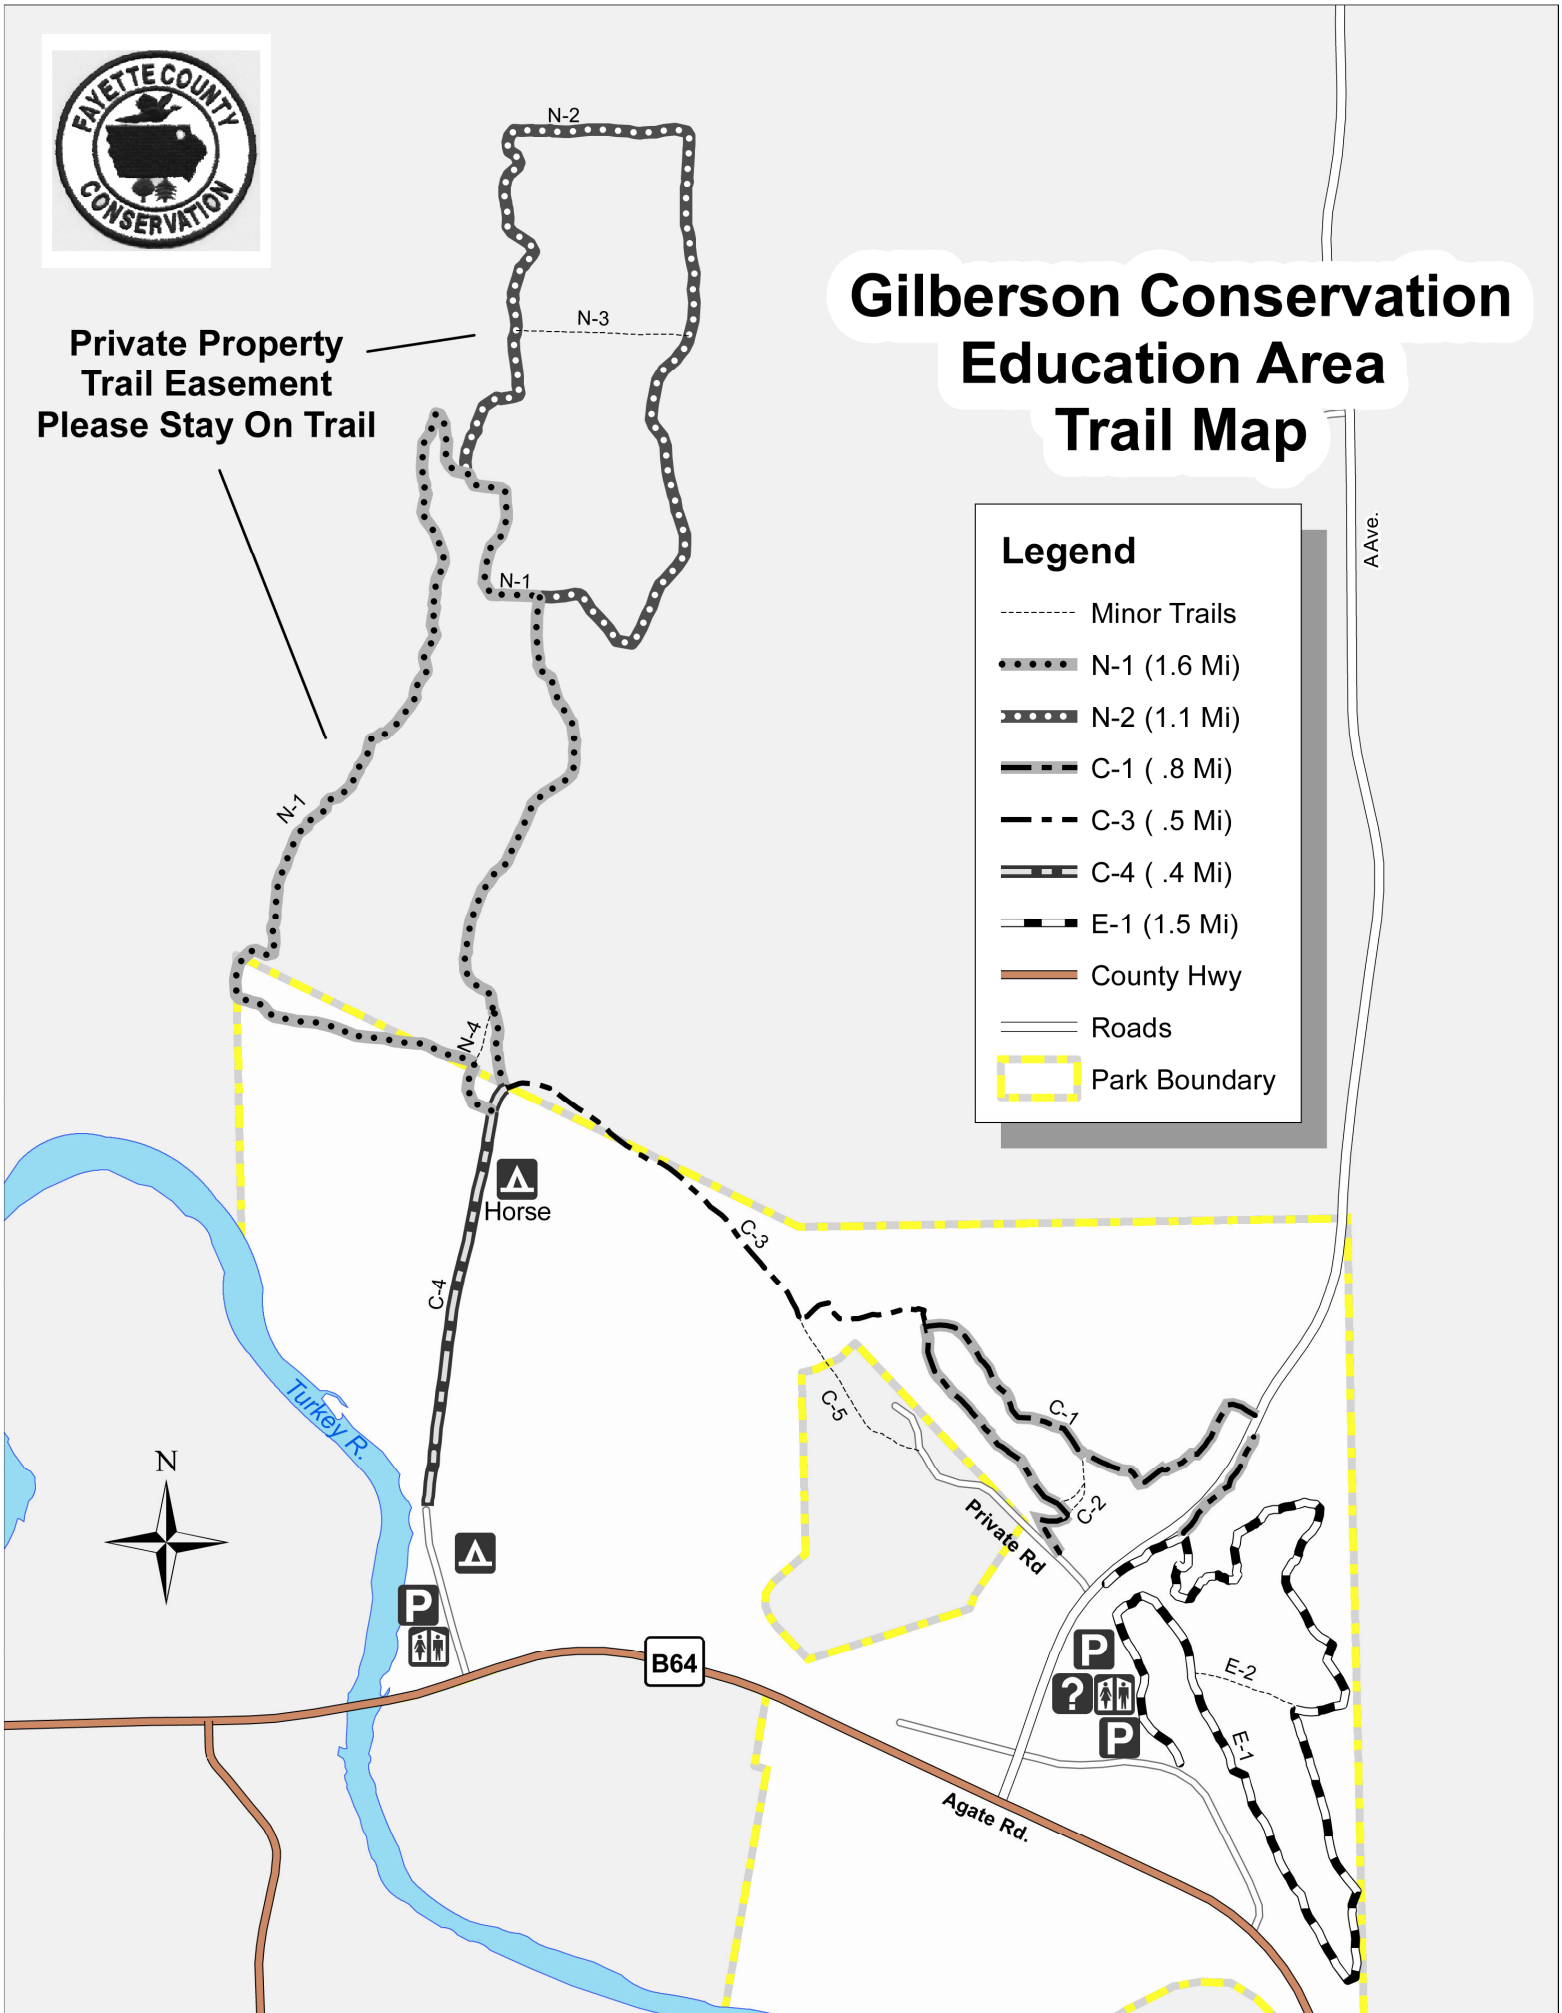 FAYETTE COUNTY
CONSERVATION
N-2
Gilberson Conservation
Education Area
Trail Map
N-3
Private Property
Trail Easement
Please Stay On Trail
AAve.
Legend
Minor Trails
N-1 (1.6 Mi)
N-2 (1.1 Mi)
C-1 ( .8 Mi)
C-3 ( .5 Mi)
C-4 ( .4 Mi)
E-1 (1.5 Mi)
County Hwy
Roads
Park Boundary
N-1
N-1
N-4
Horse
C-3
C-4
Turkey R.
C-5
C-1
C-2
N
Private Rd
P
P
?
P
B64
E-2
E-1
Agate Rd.